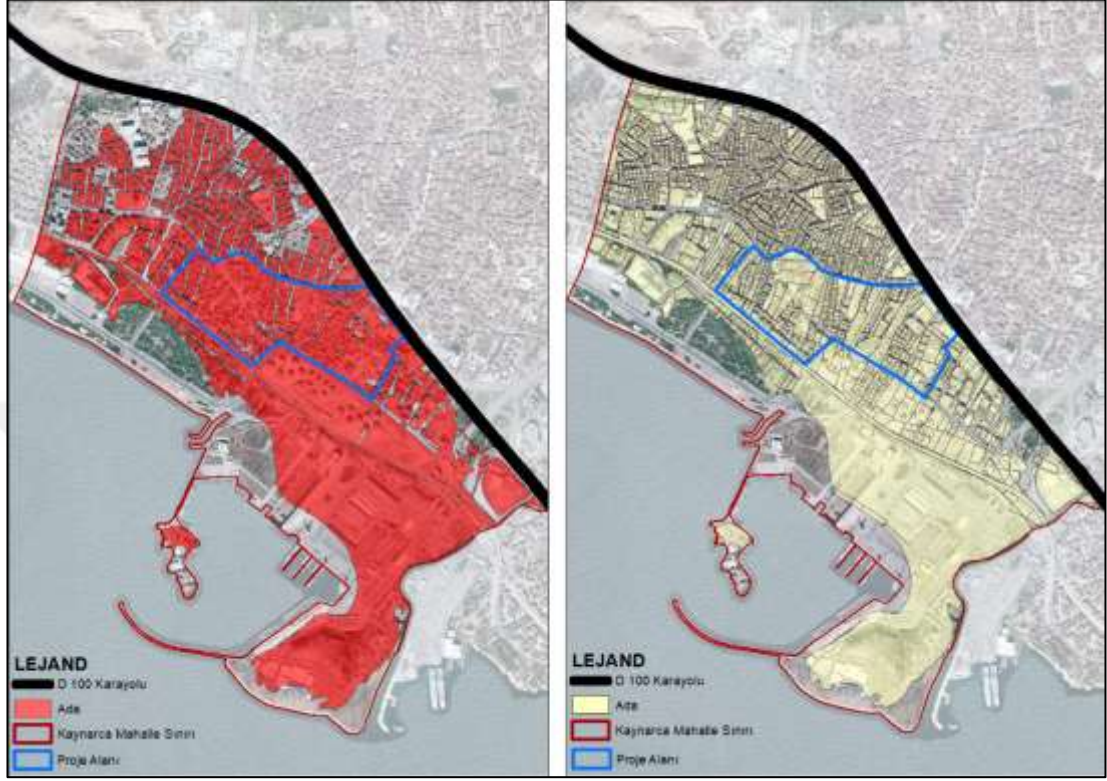 LEJAND
D 100 Karayolu
Ada
Kaynarca Mahalle Sınırı
Proje Alanı
LEJAND
D 100 Karayolu
Ada
Kaynarca Mahalle Sınırı
Proje Alanı